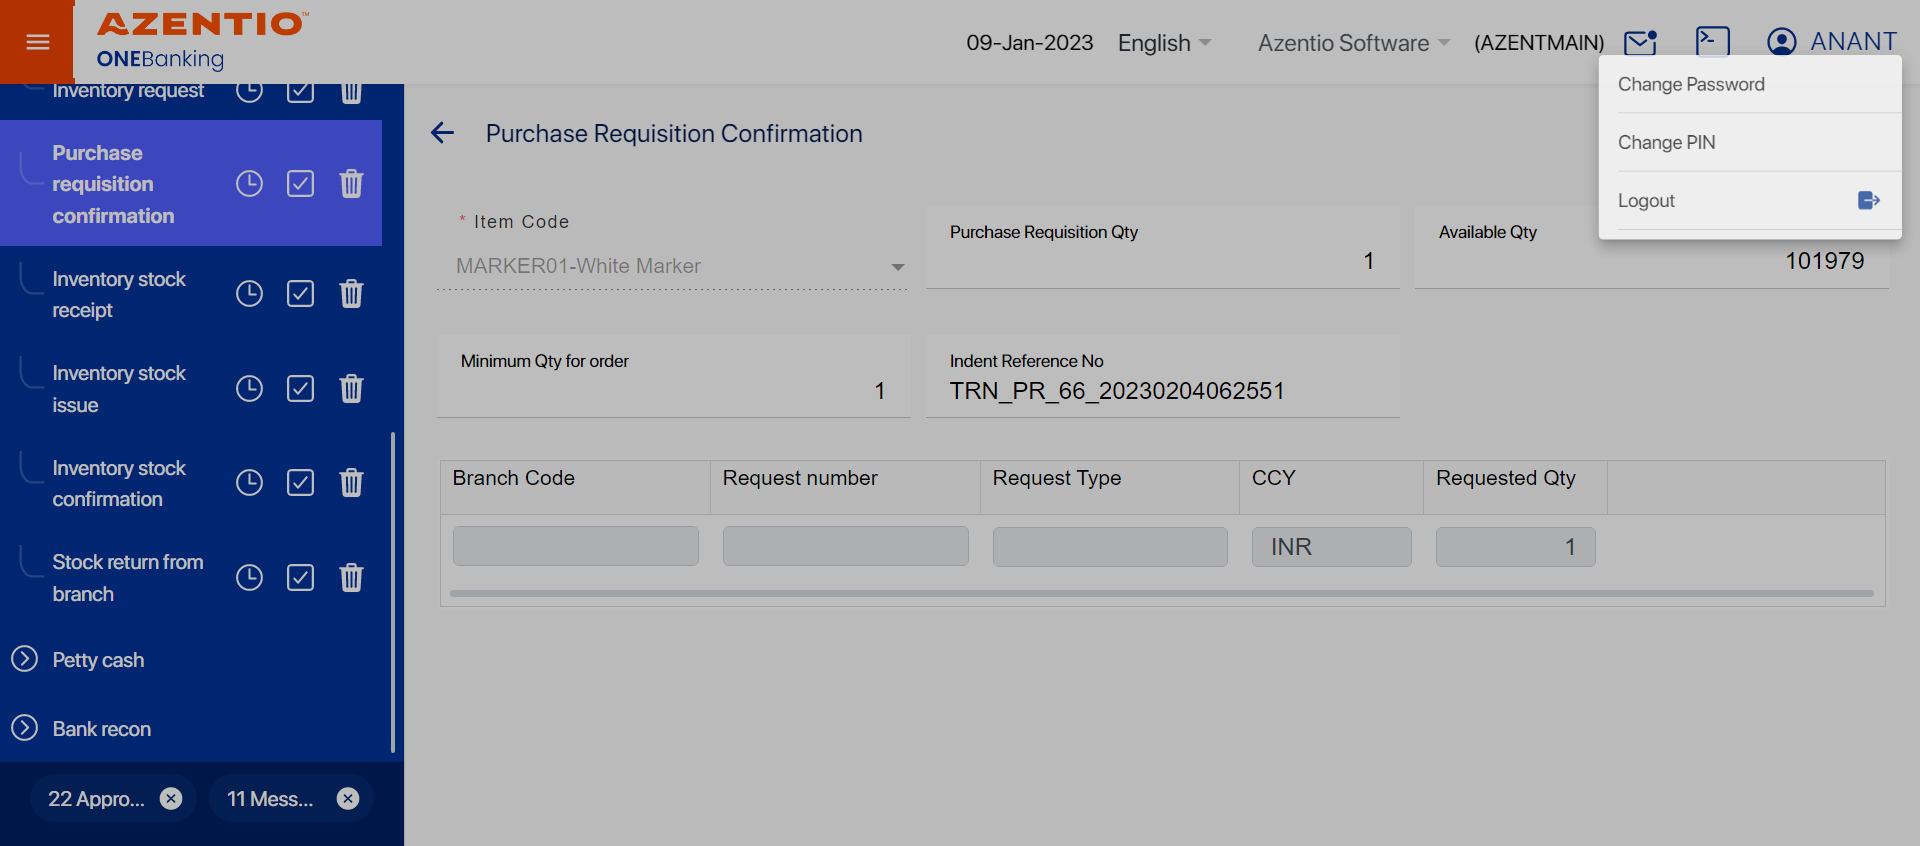 AZENTIO™
ONEBanking
09-Jan-2023 English Azentio Software (AZENTMAIN) ANANT
Change Password
Change PIN
Logout
Inventory request
Purchase
requisition
confirmation
Inventory stock
receipt
Inventory stock
issue
Inventory stock
confirmation
Stock return from
branch
Petty cash
Bank recon
22 Appro...
11 Mess...
Purchase Requisition Confirmation
* Item Code
MARKER01-White Marker
Purchase Requisition Qty
1
Available Qty
101979
Minimum Qty for order
1
Indent Reference No
TRN_PR_66_20230204062551
Branch Code Request number Request Type CCY Requested Qty
INR 1